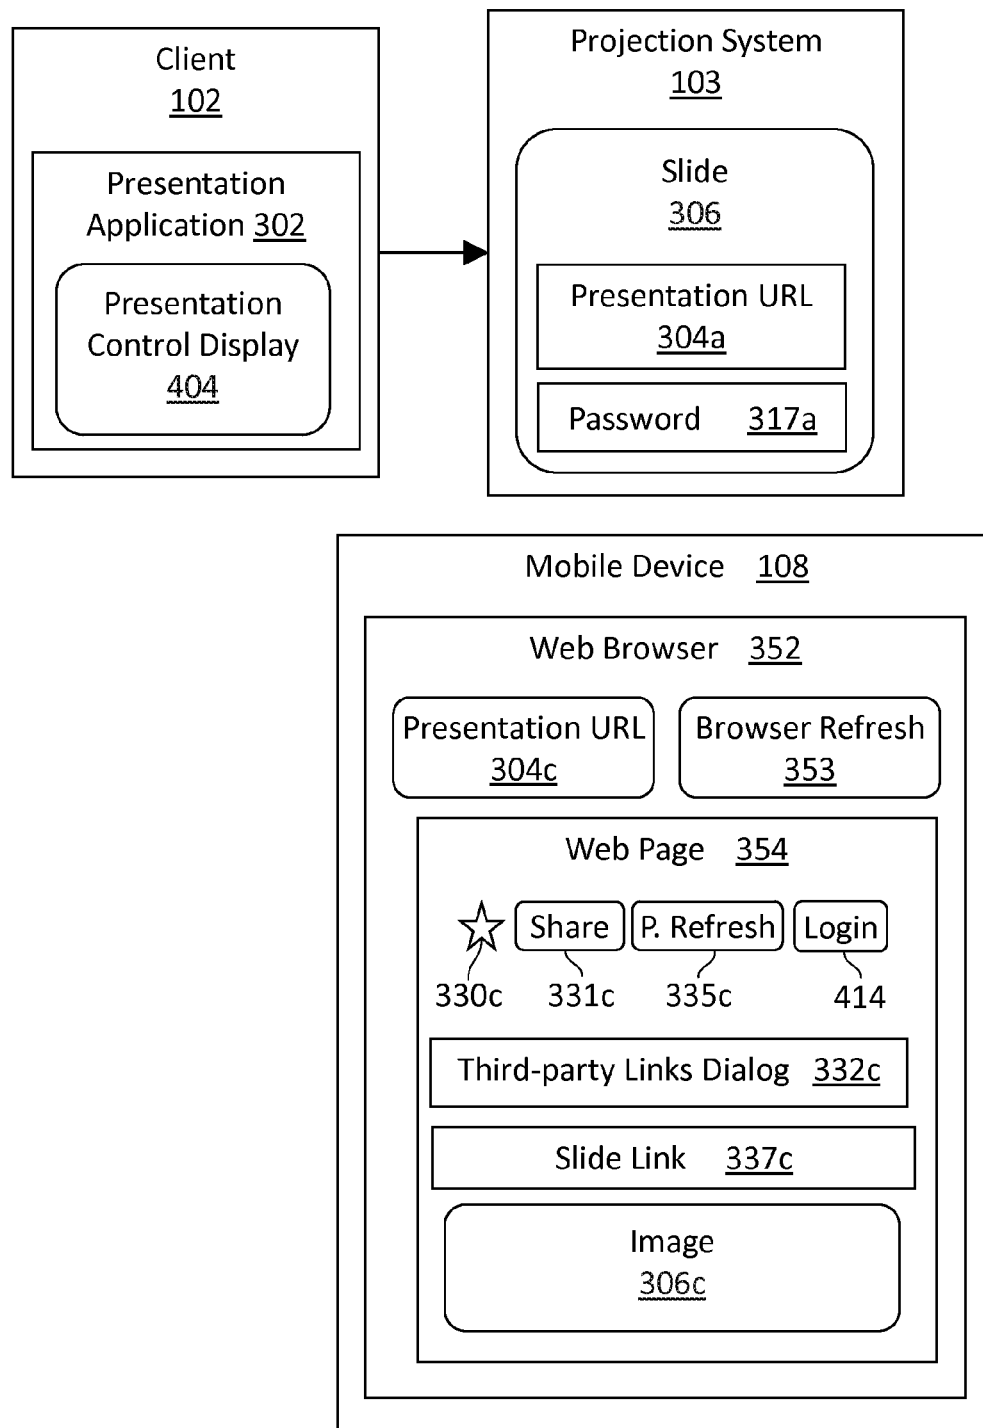 Client
102
Presentation
Application 302
Presentation
Control Display
404
Projection System
103
Slide
306
Presentation URL
304a
Password 317a
Mobile Device 108
Web Browser 352
Presentation URL
304c
Browser Refresh
353
Web Page 354
Share P. Refresh Login
330c 331c 335c 414
Third-party Links Dialog 332c
Slide Link 337c
Image
306c